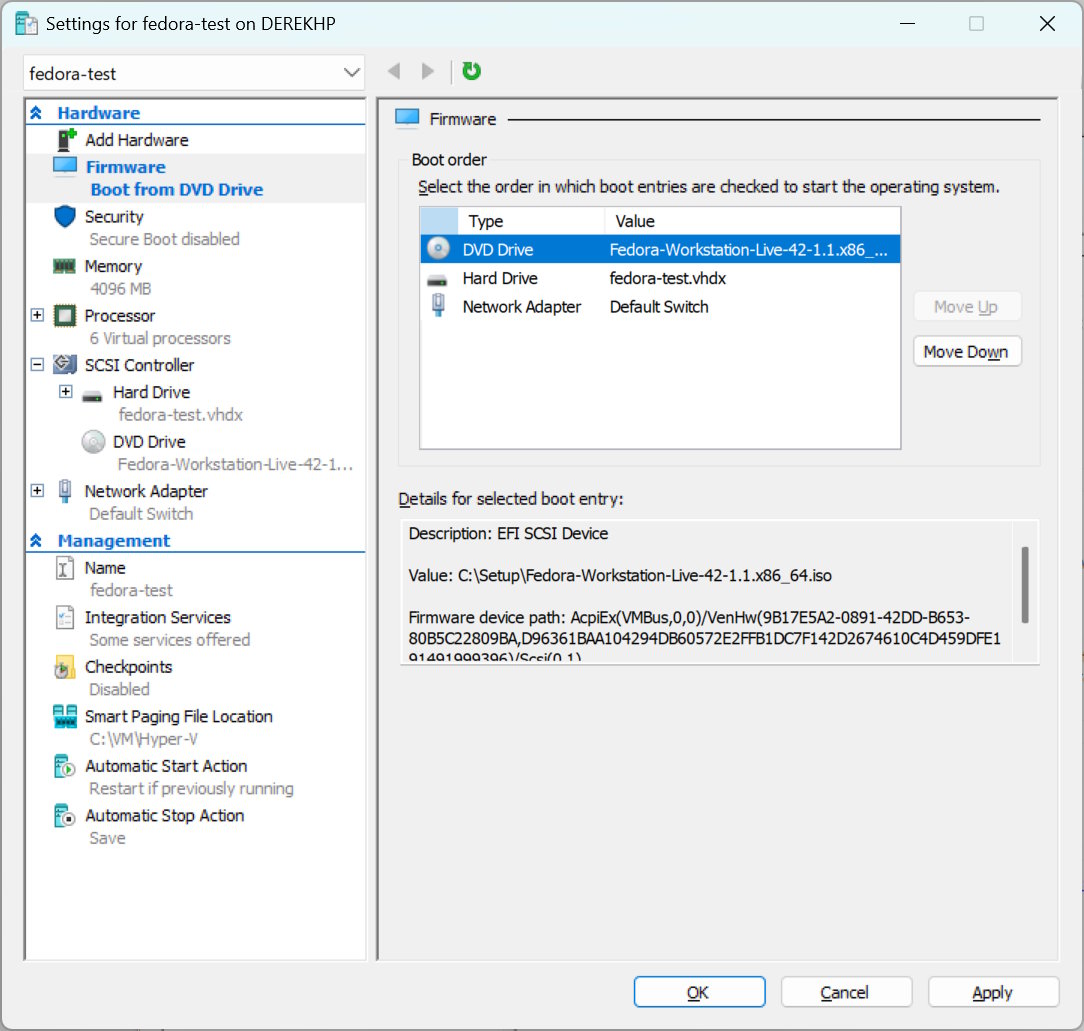 Settings for fedora-test on DEREKHP
fedora-test
Hardware
Add Hardware
Firmware
Boot from DVD Drive
Security
Secure Boot disabled
Memory
4096 MB
Processor
6 Virtual processors
SCSI Controller
Hard Drive
fedora-test.vhdx
DVD Drive
Fedora-Workstation-Live-42-1...
Network Adapter
Default Switch
Management
Name
fedora-test
Integration Services
Some services offered
Checkpoints
Disabled
Smart Paging File Location
C:\VM\Hyper-V
Automatic Start Action
Restart if previously running
Automatic Stop Action
Save
Firmware
Boot order
Select the order in which boot entries are checked to start the operating system.
Type Value
DVD Drive Fedora-Workstation-Live-42-1.1.x86_...
Hard Drive fedora-test.vhdx
Network Adapter Default Switch
Move Up
Move Down
Details for selected boot entry:
Description: EFI SCSI Device
Value: C:\Setup\Fedora-Workstation-Live-42-1.1.x86_64.iso
Firmware device path: AcpiEx(VMBus,0,0)/VenHw(9B17E5A2-0891-42DD-B653-
80B5C22809BA,D96361BAA104294DB60572E2FFB1DC7F142D2674610C4D459DFE1
91491999396)/Scsi(0,1)
OK
Cancel
Apply